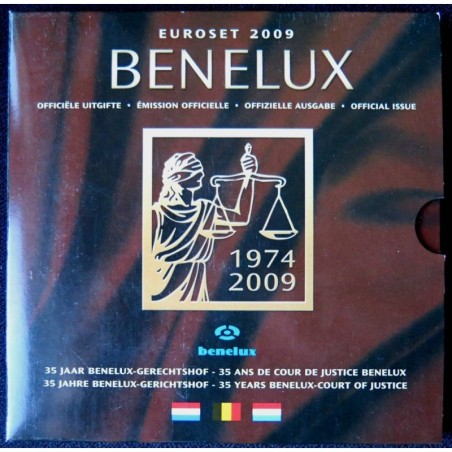 EUROSET 2009
BENELUX
OFFICIËLE UITGIFTE • ÉMISSION OFFICIELLE • OFFIZIELLE AUSGABE • OFFICIAL ISSUE
1974
2009
benelux
35 JAAR BENELUX-GERECHTSHOF - 35 ANS DE COUR DE JUSTICE BENELUX
35 JAHRE BENELUX-GERICHTSHOF - 35 YEARS BENELUX-COURT OF JUSTICE